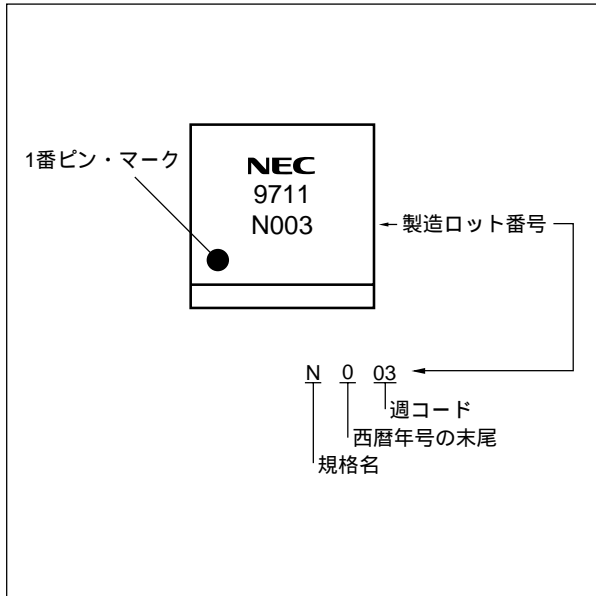 1番ピン・マーク
NEC
9711
N003
製造ロット番号
N 0 03
週コード
西暦年号の末尾
規格名